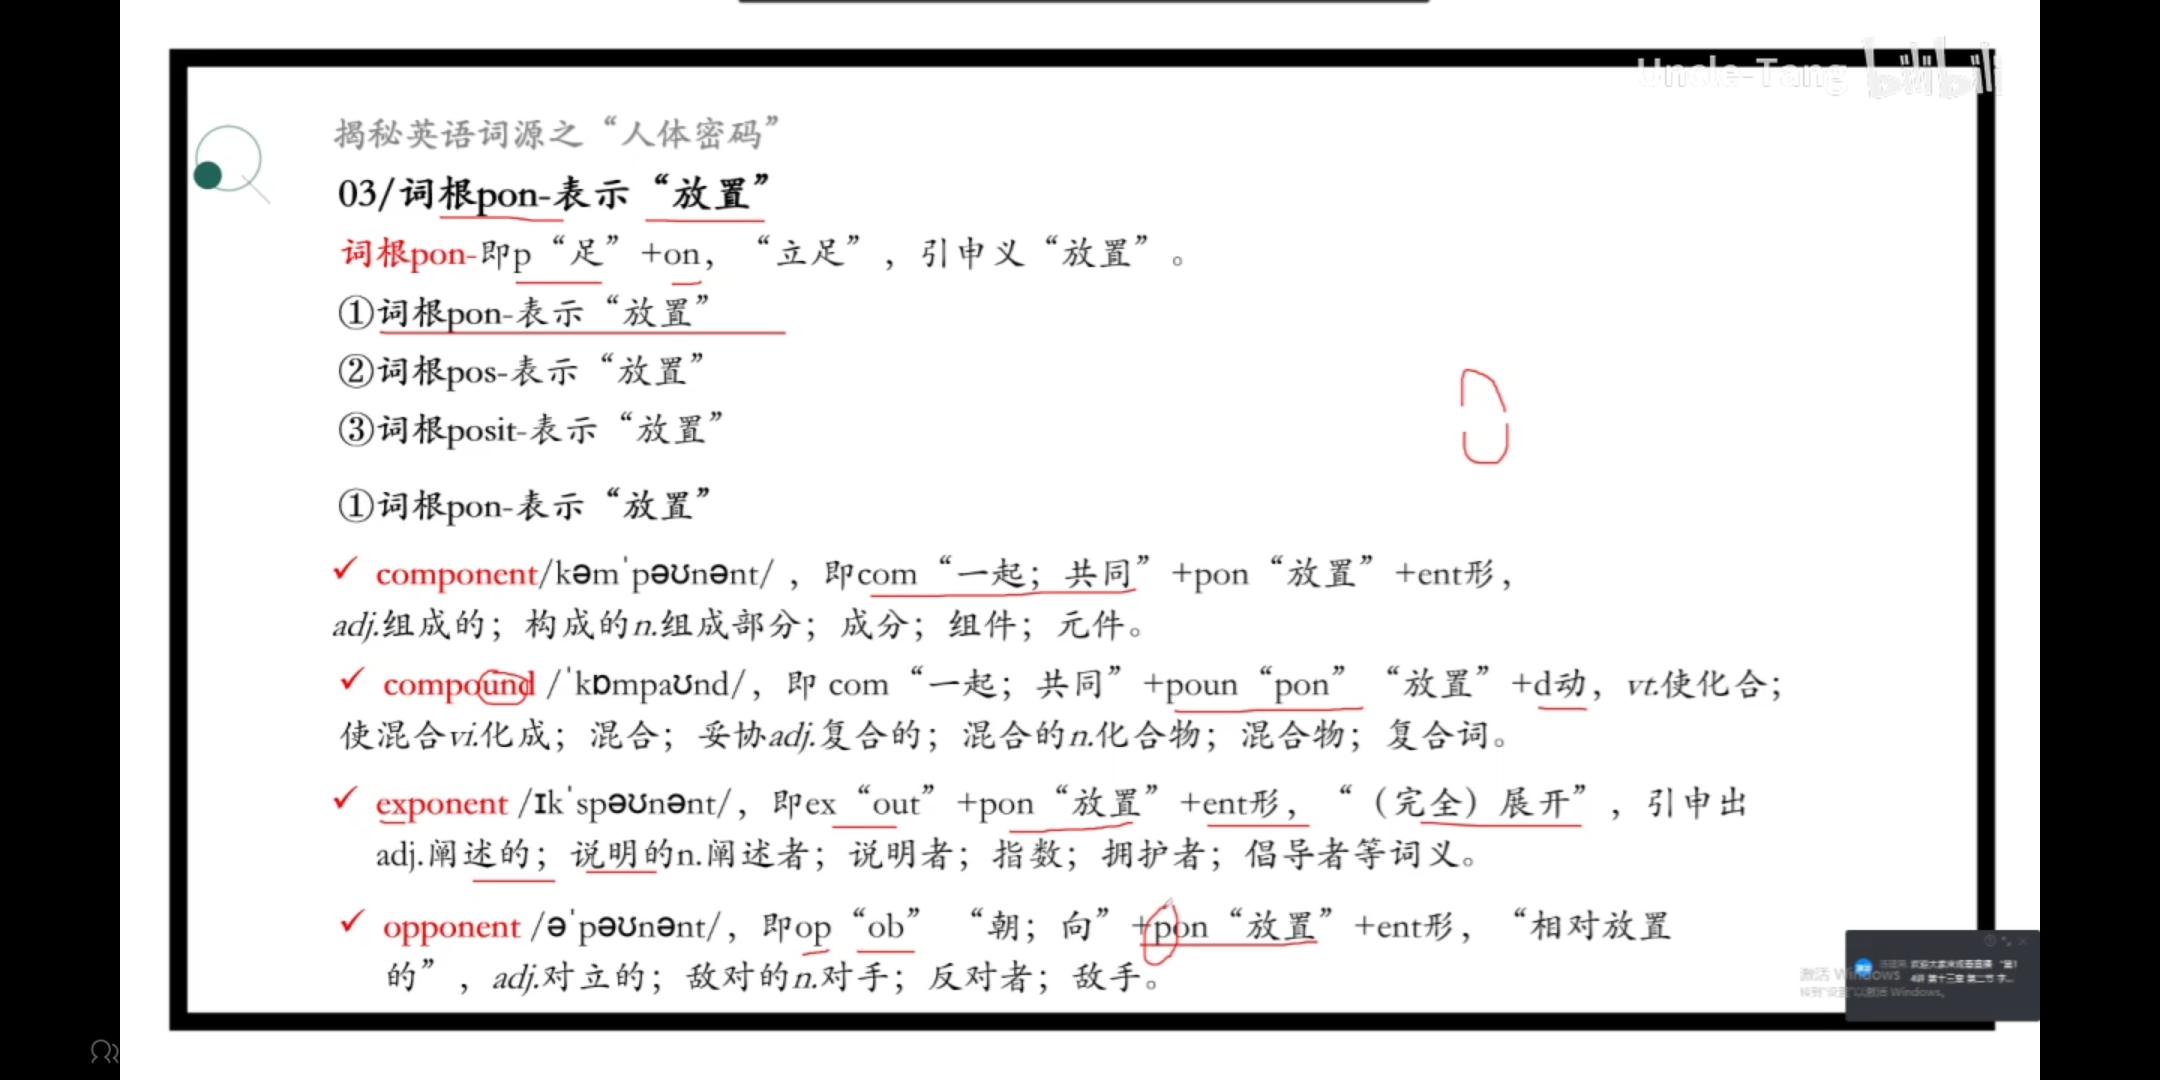 Uncle-Tang bilibili
揭秘英语词源之“人体密码”
03/词根pon-表示“放置”
词根pon-即p“足”+on，“立足”，引申义“放置”。
①词根pon-表示“放置”
②词根pos-表示“放置”
③词根posit-表示“放置”
①词根pon-表示“放置”
✓ component/kəmˈpəʊnənt/，即com“一起；共同”+pon“放置”+ent形，
adj.组成的；构成的n.组成部分；成分；组件；元件。
✓ compound /ˈkɒmpaʊnd/，即 com“一起；共同”+poun“pon”“放置”+d动，vt.使化合；
使混合vi.化成；混合；妥协adj.复合的；混合的n.化合物；混合物；复合词。
✓ exponent /ɪkˈspəʊnənt/，即ex“out”+pon“放置”+ent形，“（完全）展开”，引申出
adj.阐述的；说明的n.阐述者；说明者；指数；拥护者；倡导者等词义。
✓ opponent /əˈpəʊnənt/，即op“ob”“朝；向”+pon“放置”+ent形，“相对放置
的”，adj.对立的；敌对的n.对手；反对者；敌手。
激活 Windows
转到“设置”以激活 Windows。